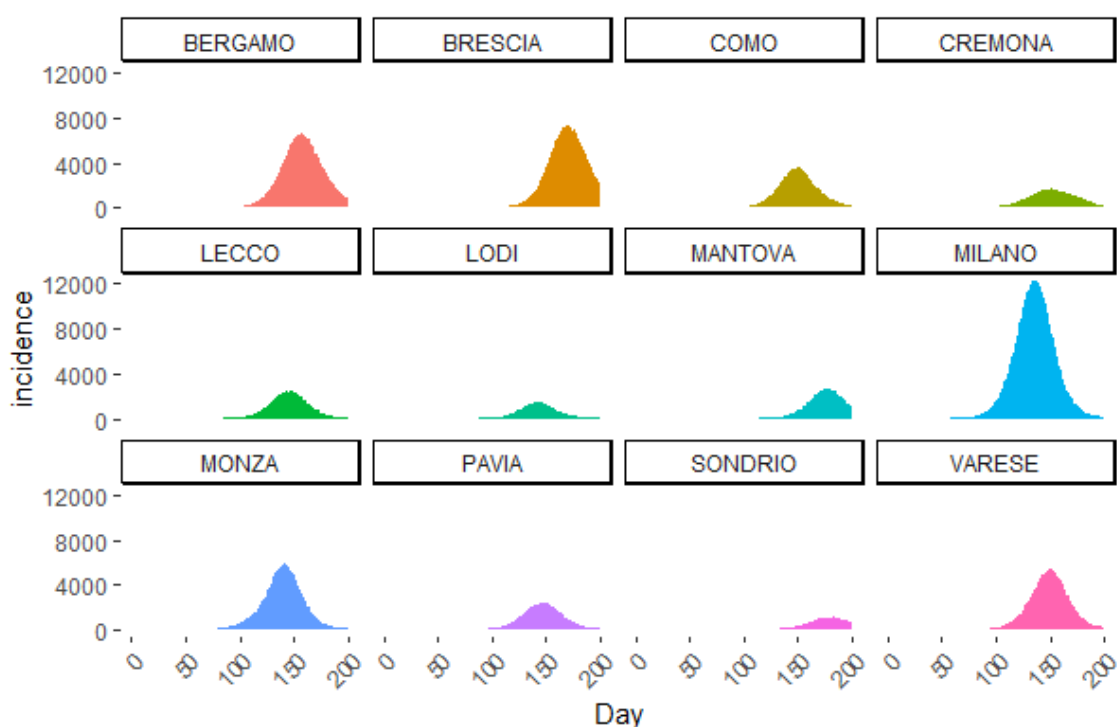 BERGAMO BRESCIA COMO CREMONA
12000
8000
4000
0
LECCO LODI MANTOVA MILANO
12000
8000
4000
0
incidence
MONZA PAVIA SONDRIO VARESE
12000
8000
4000
0
0 50 100 150 200 0 50 100 150 200 0 50 100 150 200 0 50 100 150 200
Day